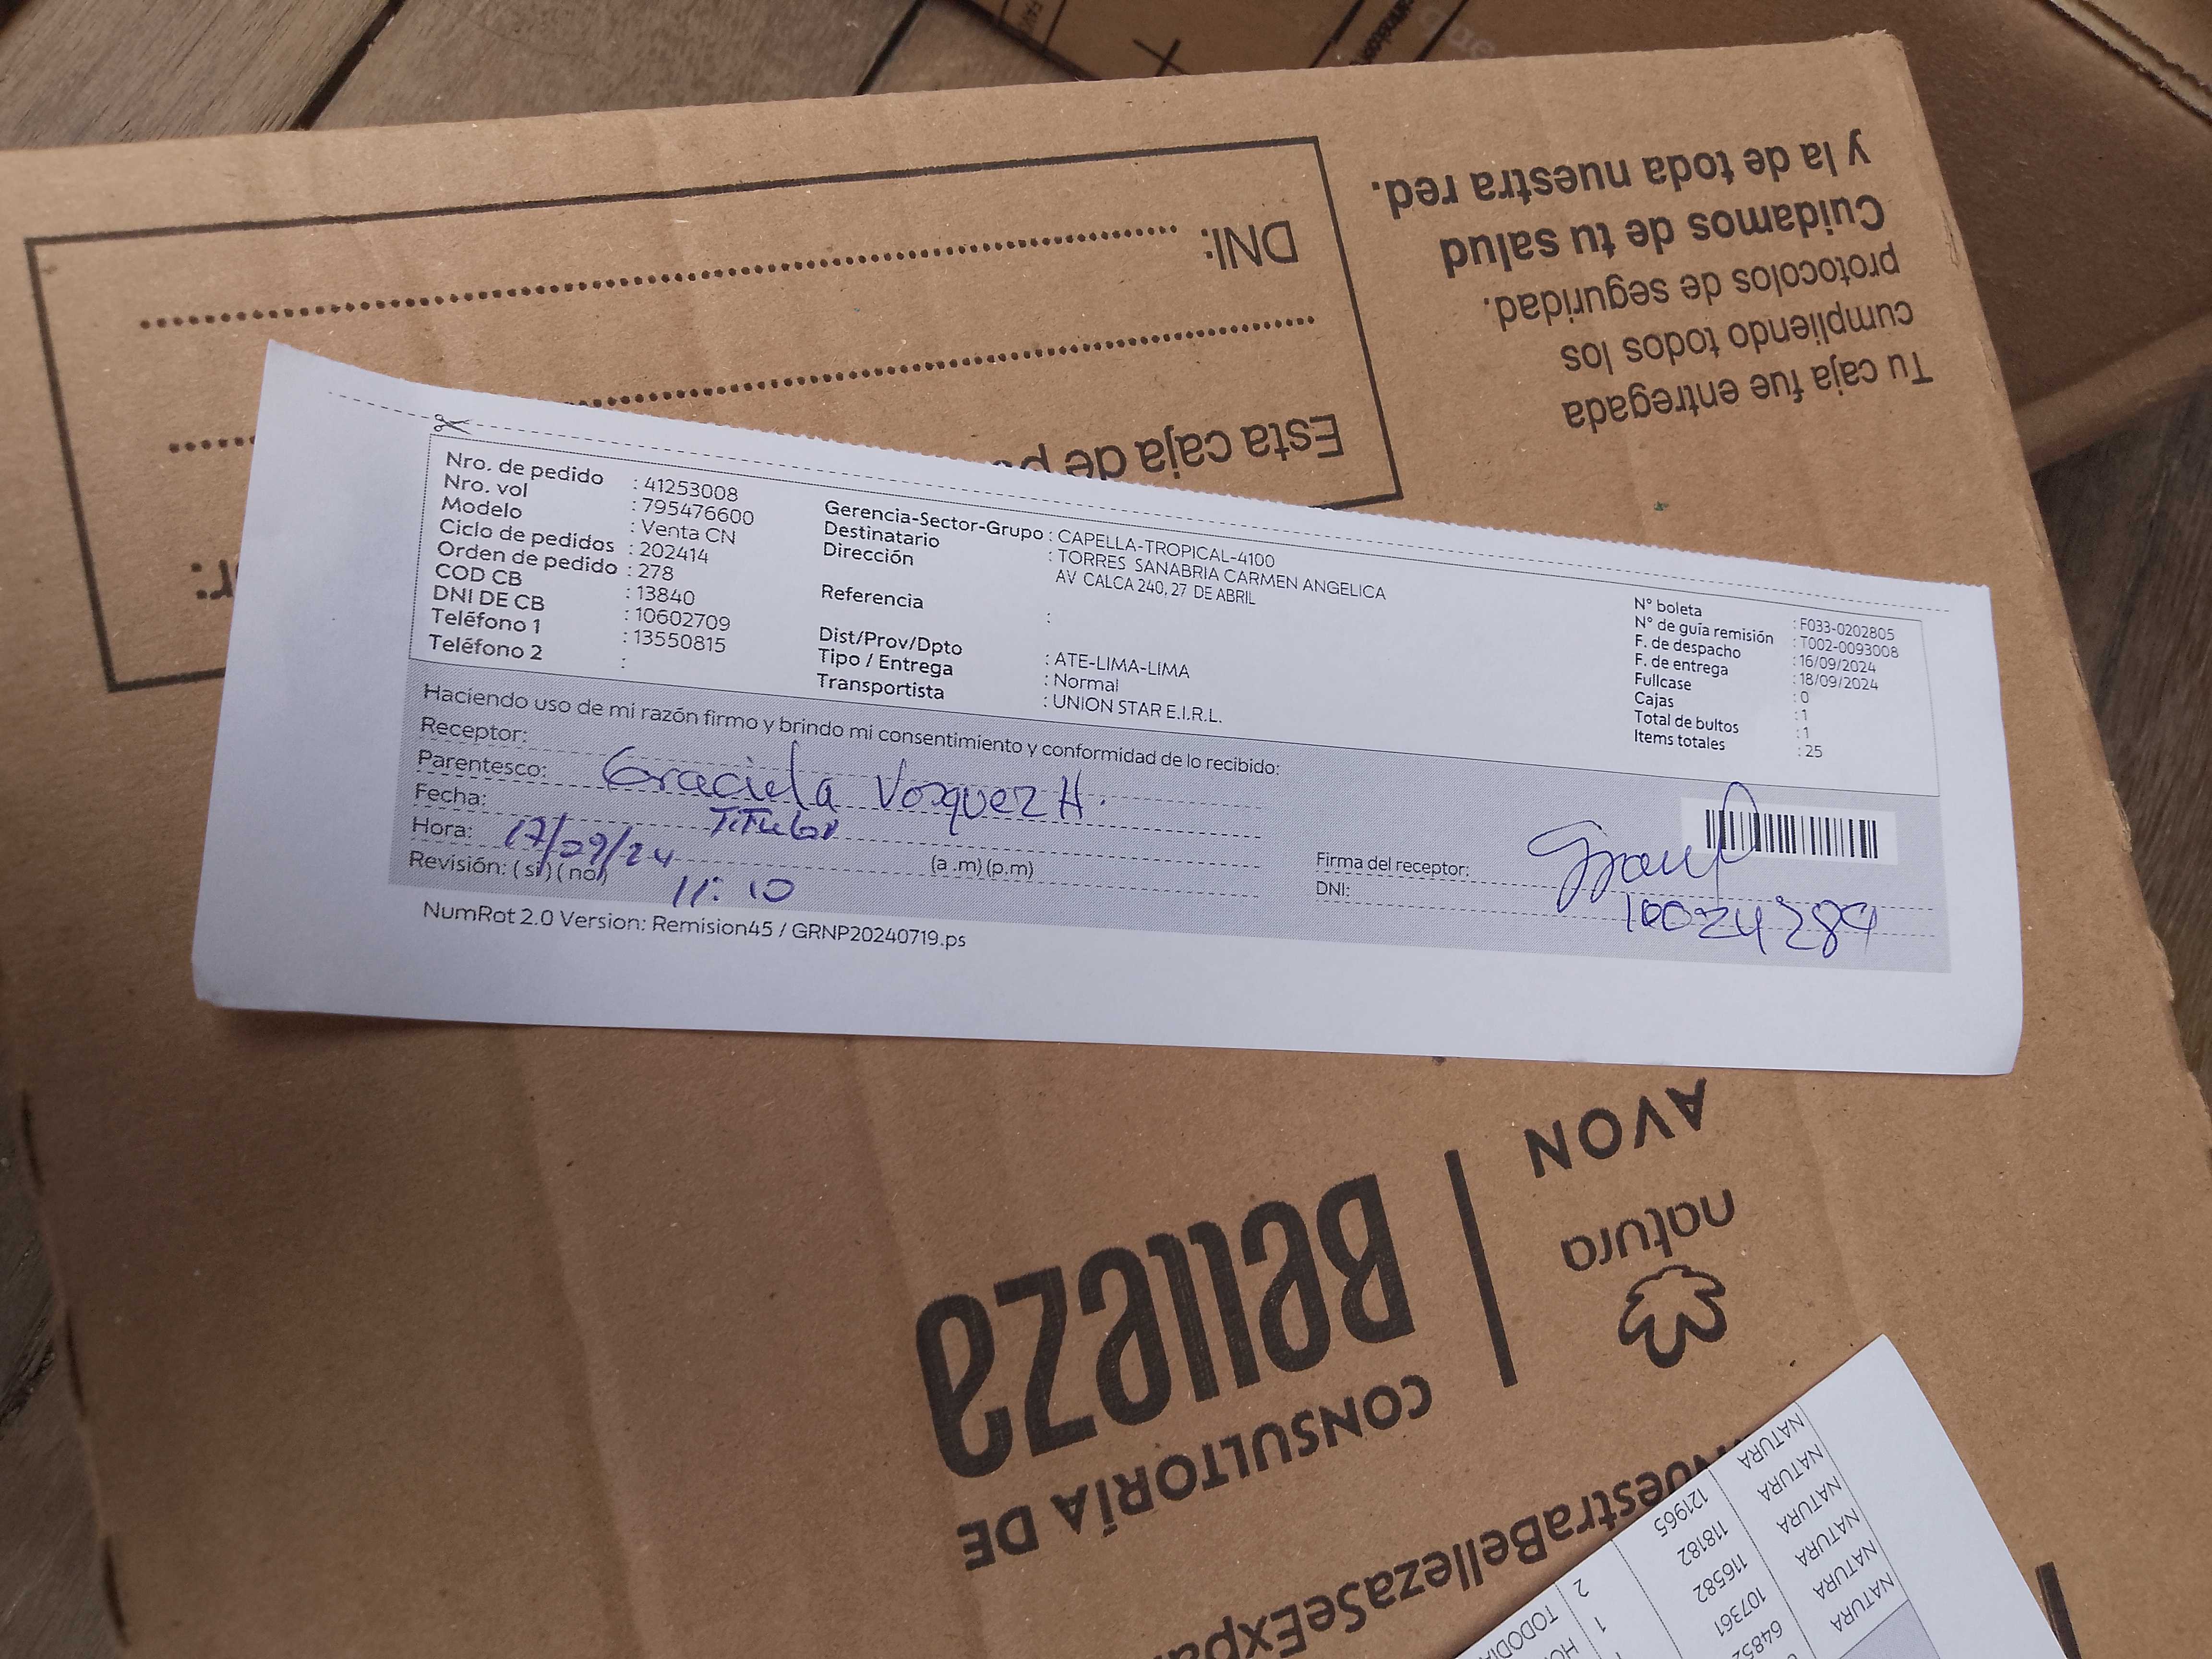 Nro. de pedido : 41253008
Nro. vol : 795476600
Modelo : Venta CN
Ciclo de pedidos : 202414
Orden de pedido : 278
COD CB : 13840
DNI DE CB : 10602709
Teléfono 1 : 13550815
Teléfono 2 :
Gerencia-Sector-Grupo : CAPELLA-TROPICAL-4100
Destinatario : TORRES SANABRIA CARMEN ANGELICA
Dirección AV CALCA 240, 27 DE ABRIL
Referencia :
Dist/Prov/Dpto : ATE-LIMA-LIMA
Tipo / Entrega : Normal
Transportista : UNION STAR E.I.R.L.
N° boleta : F033-0202805
N° de guía remisión : T002-0093008
F. de despacho : 16/09/2024
F. de entrega : 18/09/2024
Fullcase : 0
Cajas : 1
Total de bultos : 1
Items totales : 25
Haciendo uso de mi razón firmo y brindo mi consentimiento y conformidad de lo recibido:
Receptor: Graciela Vasquez H.
Parentesco: Titular
Fecha: 17/09/24
Hora: 11:10 (a.m) (p.m)
Revisión: ( si ) ( no )
Firma del receptor:
DNI: 10024284
NumRot 2.0 Version: Remision45 / GRNP20240719.ps
Tu caja fue entregada
cumpliendo todos los
protocolos de seguridad.
Cuidamos de tu salud
y la de toda nuestra red.
Esta caja de
DNI:
natura
AVON
CONSULTORÍA DE
Belleza
NATURA 121965 2
NATURA 118182 1
NATURA 116582
NATURA 107361
NATURA
NATURA